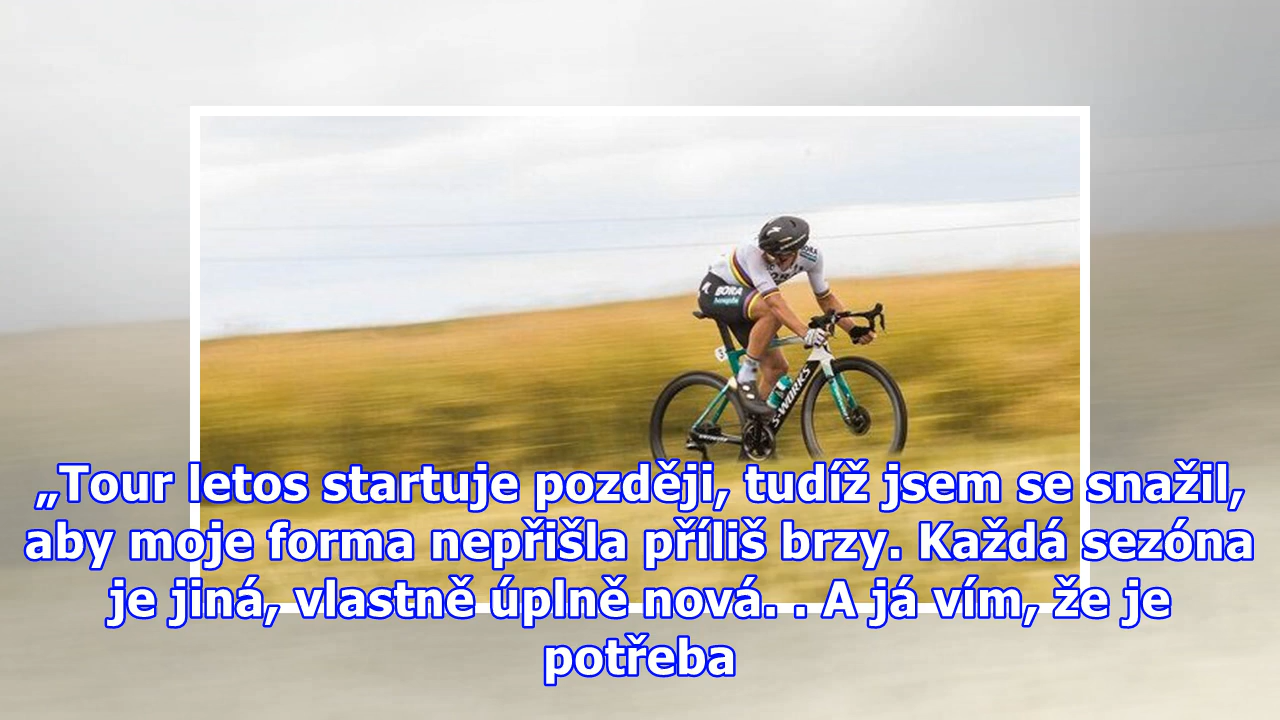 BORA
S-WORKS
„Tour letos startuje později, tudíž jsem se snažil,
aby moje forma nepřišla příliš brzy. Každá sezóna
je jiná, vlastně úplně nová. . A já vím, že je
potřeba